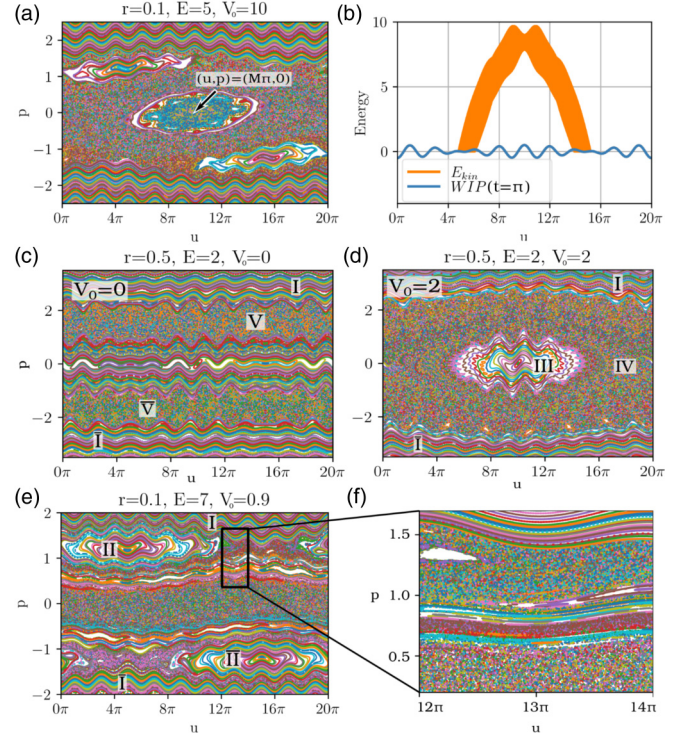 (a)
r=0.1, E=5, V₀=10
(u,p)=(Mπ,0)
2
1
0
−1
−2
p
0π 4π 8π 12π 16π 20π
u
(b)
10
5
0
Energy
E_kin
WIP(t=π)
0π 4π 8π 12π 16π 20π
u
(c)
r=0.5, E=2, V₀=0
V₀=0
I
V
V̅
I
2
0
−2
p
0π 4π 8π 12π 16π 20π
u
(d)
r=0.5, E=2, V₀=2
V₀=2
I
III
IV
I
2
0
−2
p
0π 4π 8π 12π 16π 20π
u
(e)
r=0.1, E=7, V₀=0.9
I
II
I̅I̅
I
2
1
0
−1
−2
p
0π 4π 8π 12π 16π 20π
u
(f)
1.5
1.0
0.5
p
12π 13π 14π
u